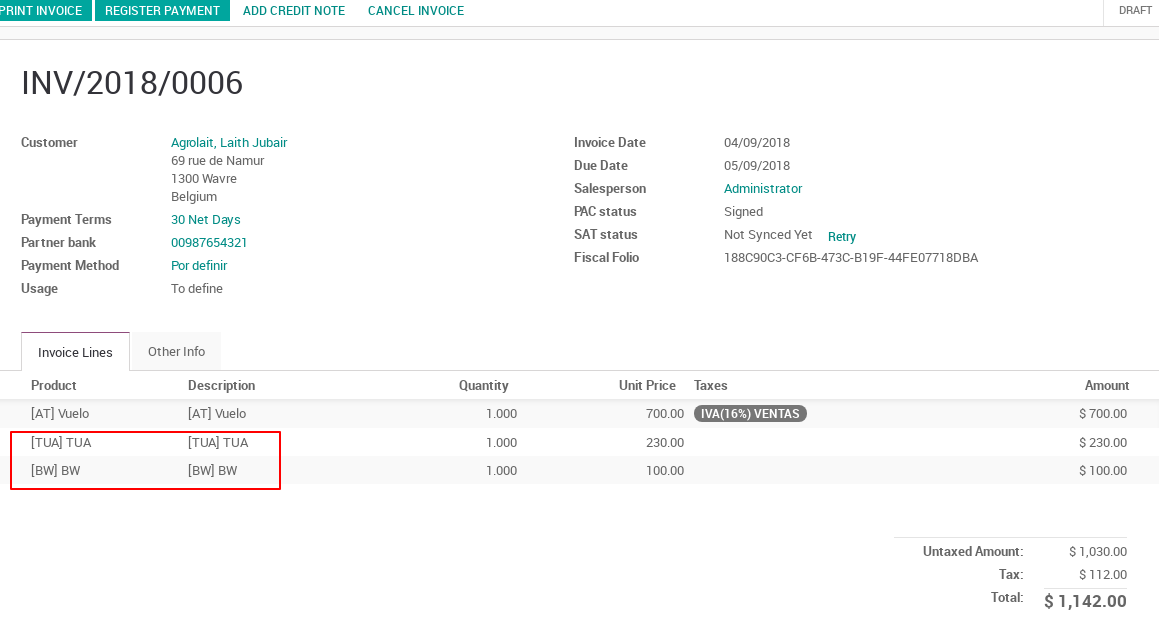 PRINT INVOICE REGISTER PAYMENT ADD CREDIT NOTE CANCEL INVOICE DRAFT
INV/2018/0006
Customer Agrolait, Laith Jubair
69 rue de Namur
1300 Wavre
Belgium
Payment Terms 30 Net Days
Partner bank 00987654321
Payment Method Por definir
Usage To define
Invoice Date 04/09/2018
Due Date 05/09/2018
Salesperson Administrator
PAC status Signed
SAT status Not Synced Yet Retry
Fiscal Folio 188C90C3-CF6B-473C-B19F-44FE07718DBA
Invoice Lines Other Info
Product Description Quantity Unit Price Taxes Amount
[AT] Vuelo [AT] Vuelo 1.000 700.00 IVA(16%) VENTAS $ 700.00
[TUA] TUA [TUA] TUA 1.000 230.00 $ 230.00
[BW] BW [BW] BW 1.000 100.00 $ 100.00
Untaxed Amount: $ 1,030.00
Tax: $ 112.00
Total: $ 1,142.00